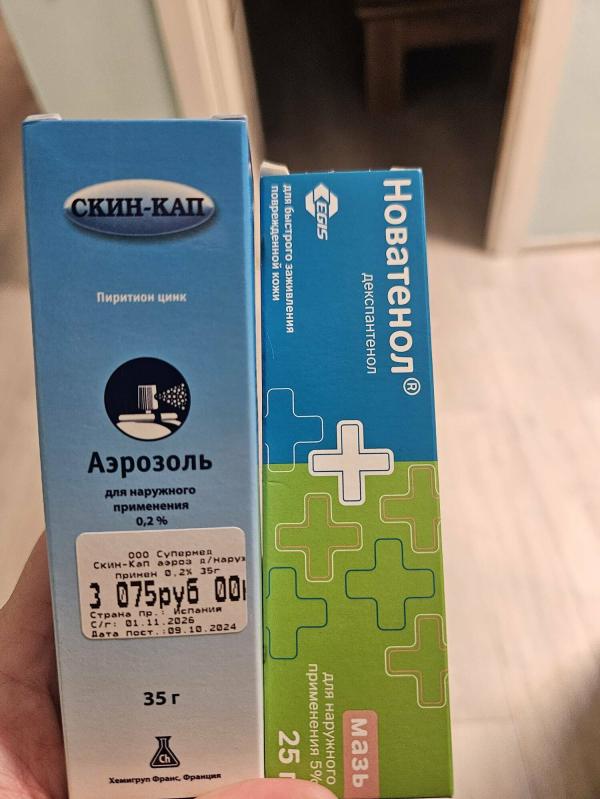 СКИН-КАП
Пиритион цинк
Аэрозоль
для наружного
применения
0,2 %
ООО Супермед
Скин-Кап аэроз д/наруж
примен 0.2% 35г
3 075руб 00
Страна пр.: Испания
С/г: 01.11.2026
Дата пост.:09.10.2024
35 г
Ch
Хемигруп Франс, Франция
EGIS
для быстрого заживления
поврежденной кожи
Новатенол®
декспантенол
для наружного
применения 5%
мазь
25 г